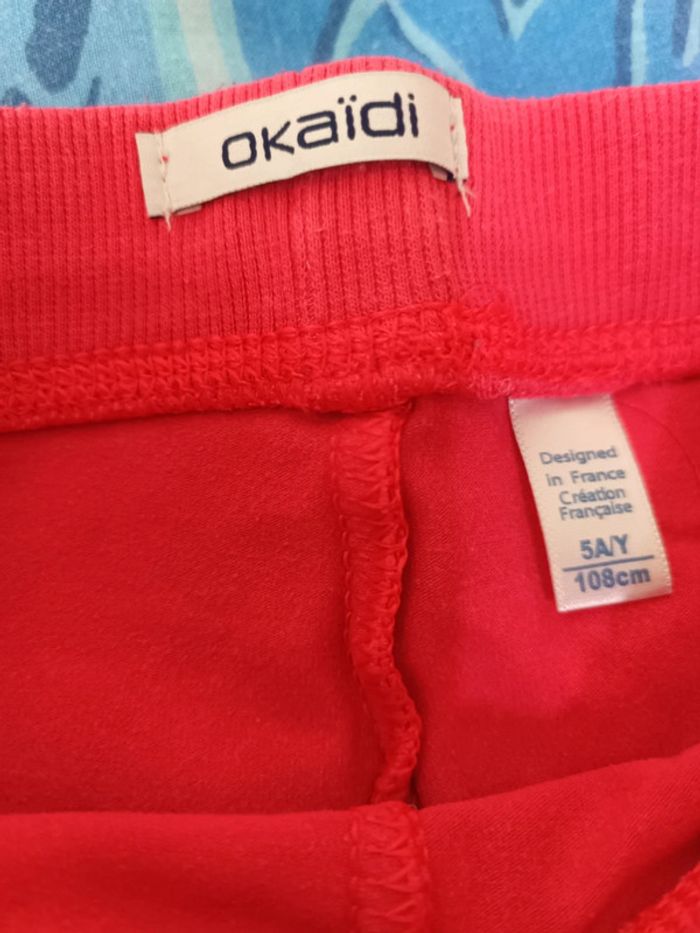 okaïdi
Designed
in France
Création
Française
5A/Y
108cm